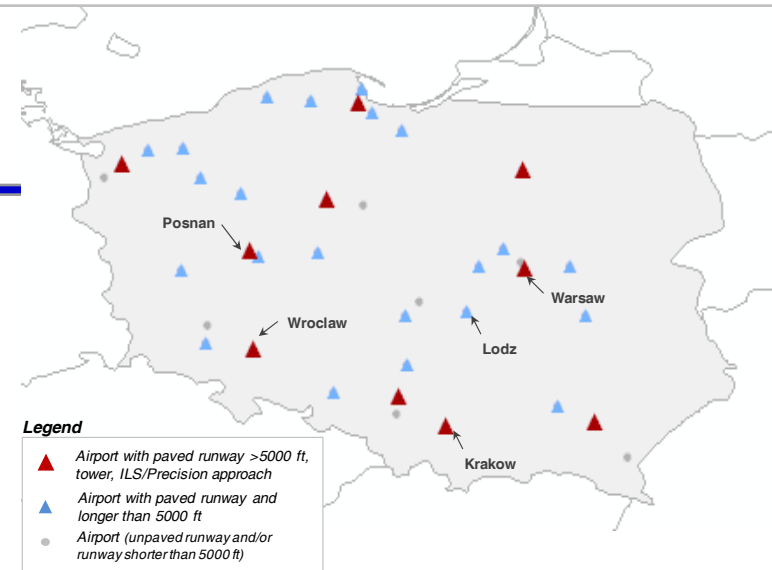 Posnan
Warsaw
Wroclaw
Lodz
Krakow
Legend
Airport with paved runway >5000 ft,
tower, ILS/Precision approach
Airport with paved runway and
longer than 5000 ft
Airport (unpaved runway and/or
runway shorter than 5000 ft)